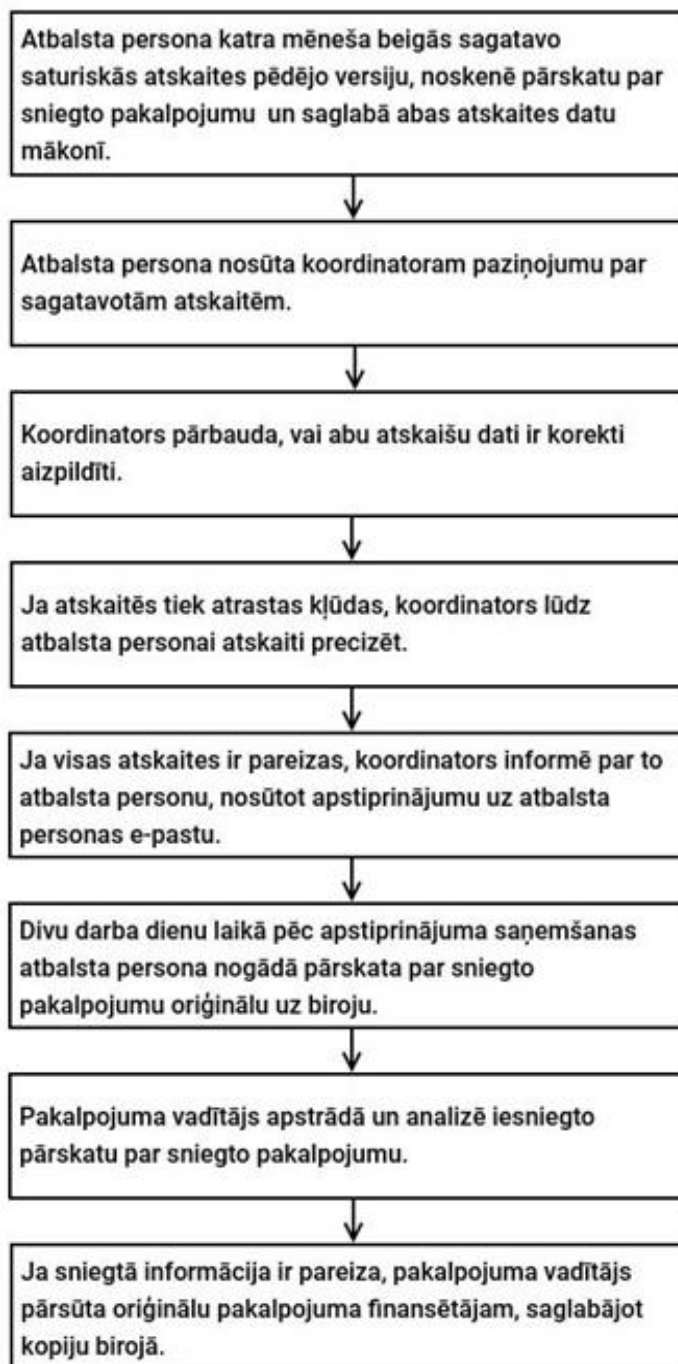 Atbalsta persona katra mēneša beigās sagatavo
saturiskās atskaites pēdējo versiju, noskenē pārskatu par
sniegto pakalpojumu un saglabā abas atskaites datu
mākonī.
Atbalsta persona nosūta koordinatoram paziņojumu par
sagatavotām atskaitēm.
Koordinators pārbauda, vai abu atskaišu dati ir korekti
aizpildīti.
Ja atskaitēs tiek atrastas kļūdas, koordinators lūdz
atbalsta personai atskaiti precizēt.
Ja visas atskaites ir pareizas, koordinators informē par to
atbalsta personu, nosūtot apstiprinājumu uz atbalsta
personas e-pastu.
Divu darba dienu laikā pēc apstiprinājuma saņemšanas
atbalsta persona nogādā pārskata par sniegto
pakalpojumu oriģinālu uz biroju.
Pakalpojuma vadītājs apstrādā un analizē iesniegto
pārskatu par sniegto pakalpojumu.
Ja sniegtā informācija ir pareiza, pakalpojuma vadītājs
pārsūta oriģinālu pakalpojuma finansētājam, saglabājot
kopiju birojā.